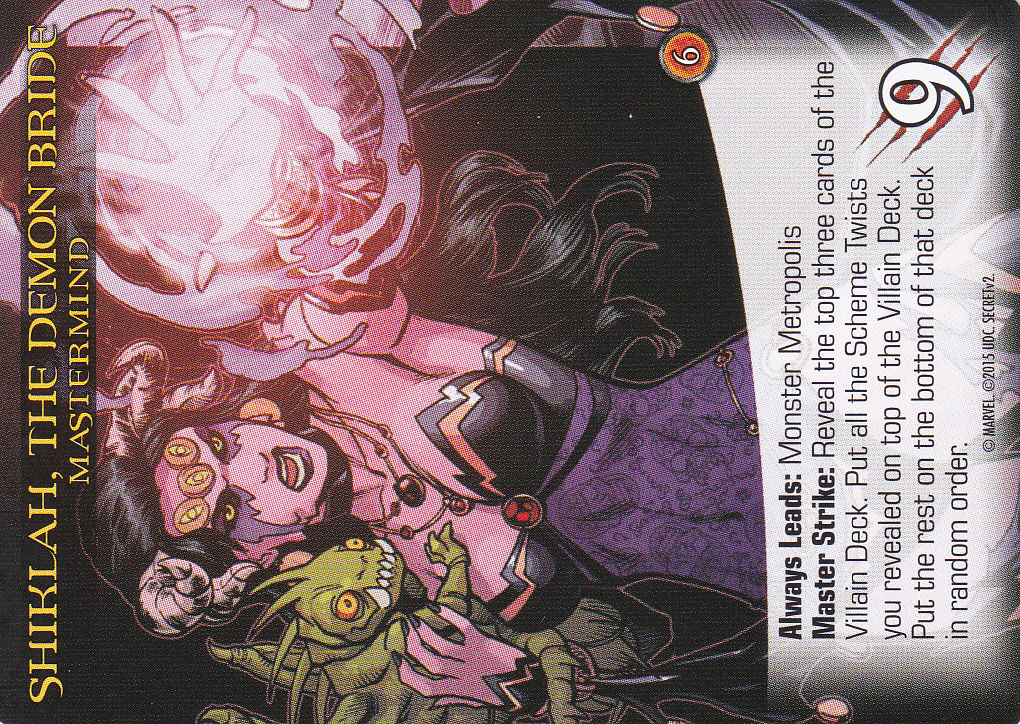 SHIKLAH, THE DEMON BRIDE
MASTERMIND
6
Always Leads: Monster Metropolis
Master Strike: Reveal the top three cards of the
Villain Deck. Put all the Scheme Twists
you revealed on top of the Villain Deck.
Put the rest on the bottom of that deck
in random order.
9
© MARVEL. ©2015 UDC. SECRETv2.